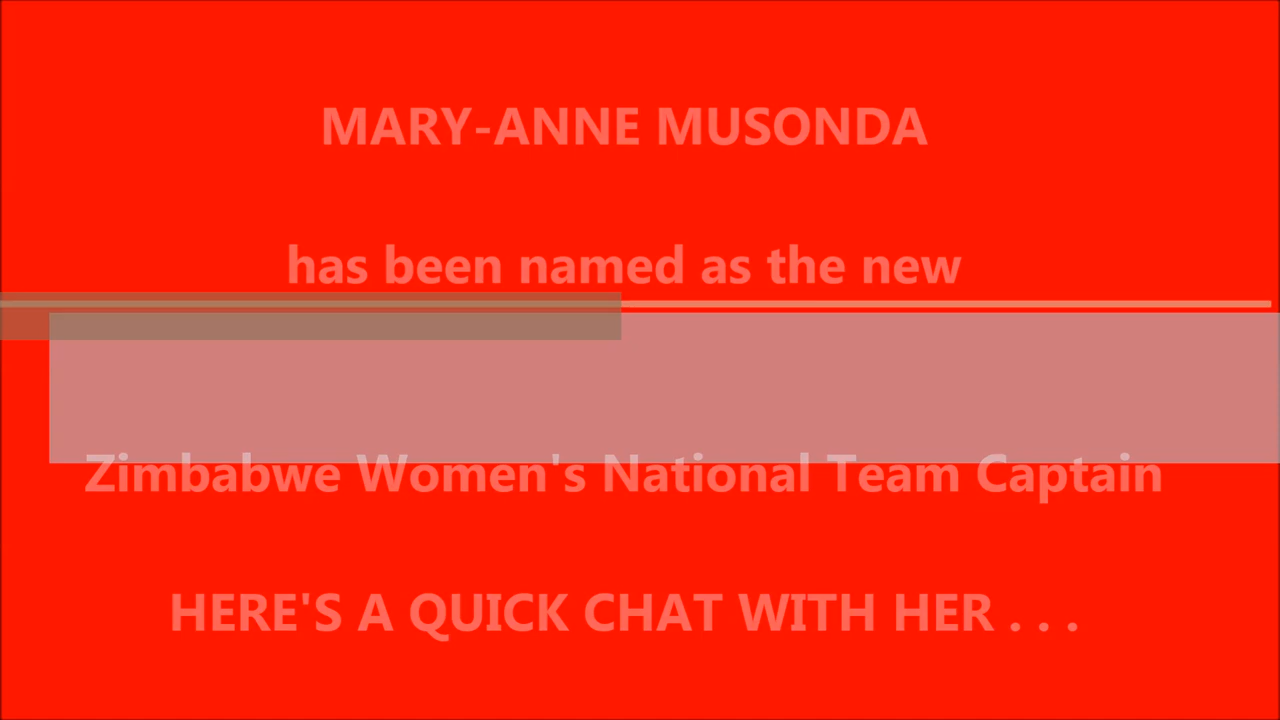 MARY-ANNE MUSONDA
has been named as the new
Zimbabwe Women's National Team Captain
HERE'S A QUICK CHAT WITH HER . . .